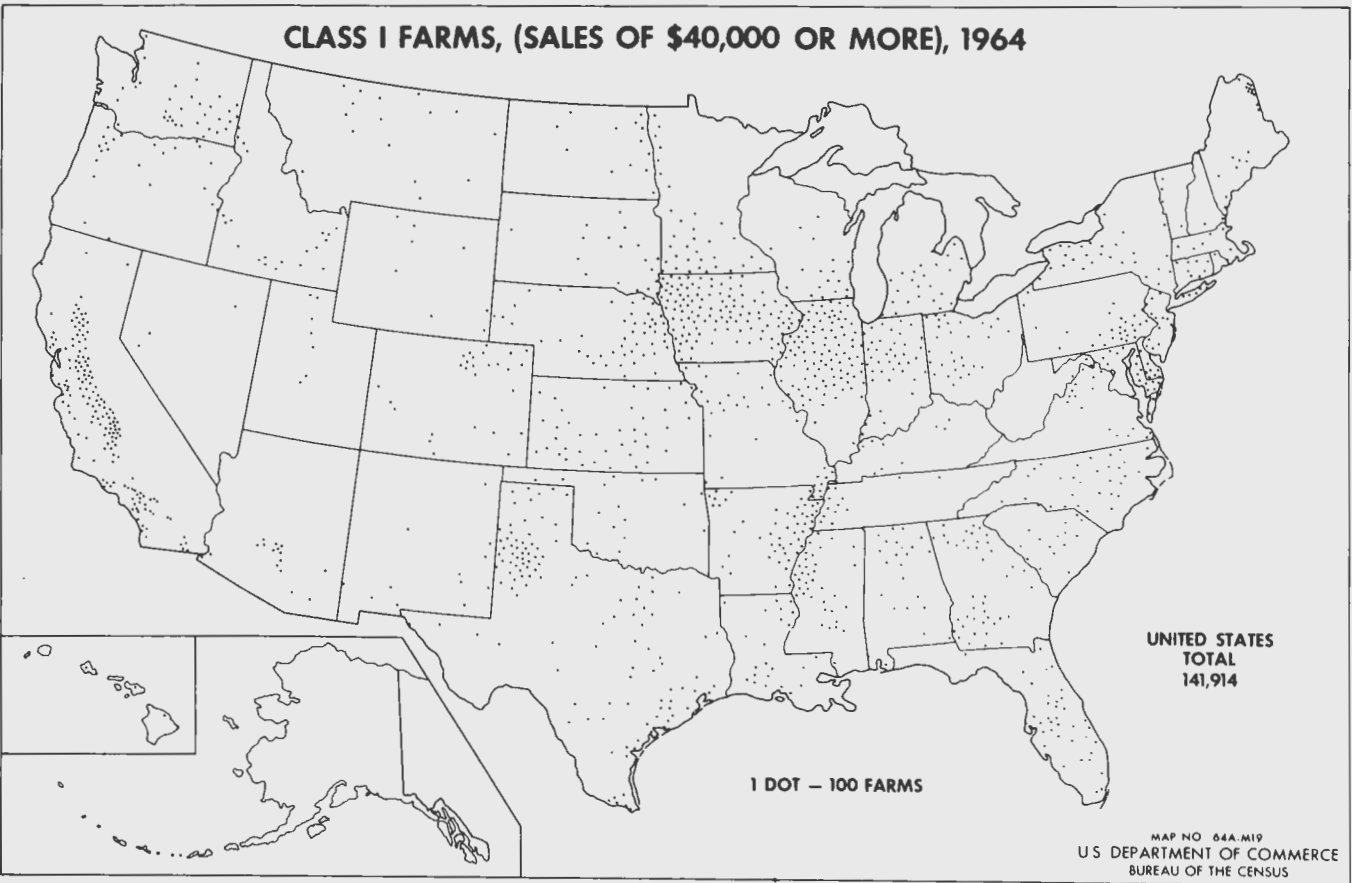 CLASS I FARMS, (SALES OF $40,000 OR MORE), 1964
UNITED STATES
TOTAL
141,914
1 DOT — 100 FARMS
MAP NO 64A-M19
U S DEPARTMENT OF COMMERCE
BUREAU OF THE CENSUS